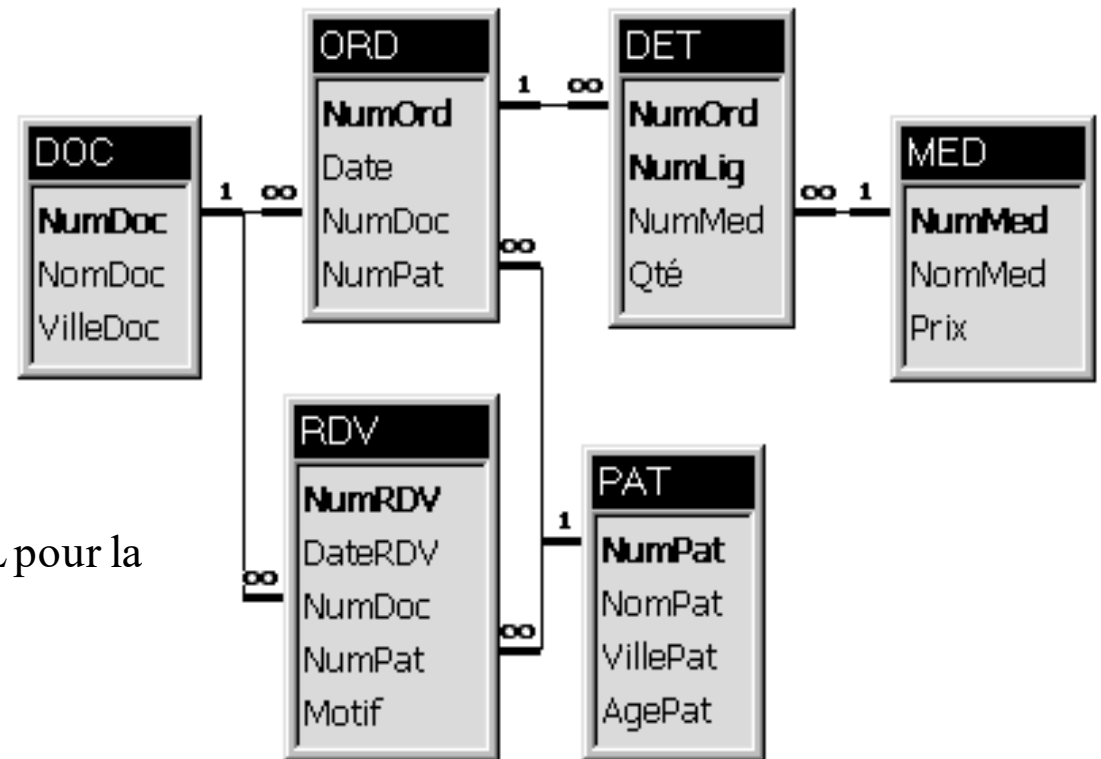 ORD
NumOrd
Date
NumDoc
NumPat
1 ∞
DET
NumOrd
NumLig
NumMed
Qté
DOC
NumDoc
NomDoc
VilleDoc
1 ∞
∞
MED
NumMed
NomMed
Prix
∞ 1
RDV
NumRDV
DateRDV
NumDoc
NumPat
Motif
∞
∞
1
PAT
NumPat
NomPat
VillePat
AgePat
pour la